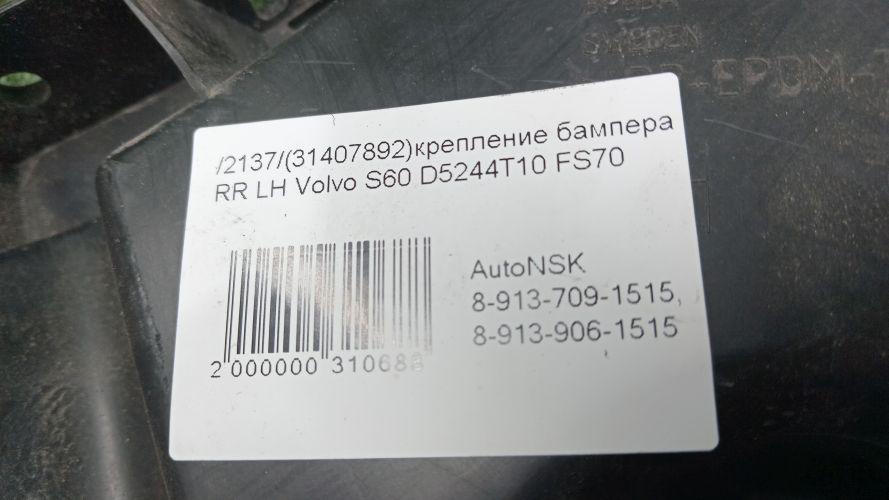 SWEDEN
/2137/(31407892)крепление бампера
RR LH Volvo S60 D5244T10 FS70
AutoNSK
8-913-709-1515,
8-913-906-1515
2 000000 310688